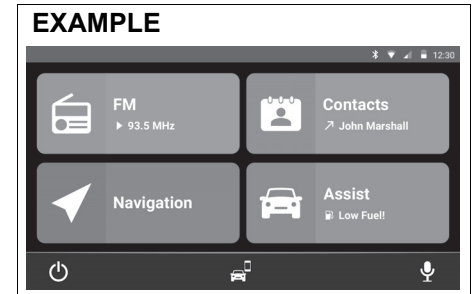 EXAMPLE
12:30
FM
93.5 MHz
Contacts
John Marshall
Navigation
Assist
Low Fuel!